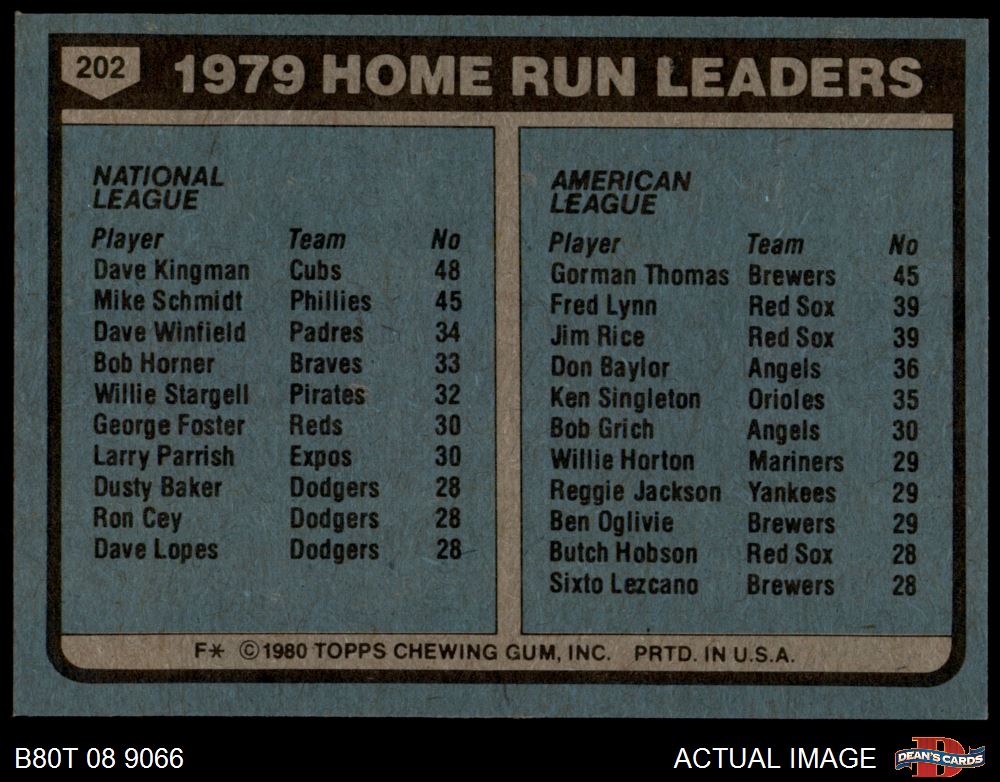 202
1979 HOME RUN LEADERS
NATIONAL
LEAGUE
Player Team No
Dave Kingman Cubs 48
Mike Schmidt Phillies 45
Dave Winfield Padres 34
Bob Horner Braves 33
Willie Stargell Pirates 32
George Foster Reds 30
Larry Parrish Expos 30
Dusty Baker Dodgers 28
Ron Cey Dodgers 28
Dave Lopes Dodgers 28
AMERICAN
LEAGUE
Player Team No
Gorman Thomas Brewers 45
Fred Lynn Red Sox 39
Jim Rice Red Sox 39
Don Baylor Angels 36
Ken Singleton Orioles 35
Bob Grich Angels 30
Willie Horton Mariners 29
Reggie Jackson Yankees 29
Ben Oglivie Brewers 29
Butch Hobson Red Sox 28
Sixto Lezcano Brewers 28
F* ©1980 TOPPS CHEWING GUM, INC. PRTD. IN U.S.A.
B80T 08 9066
ACTUAL IMAGE
D
DEAN'S CARDS